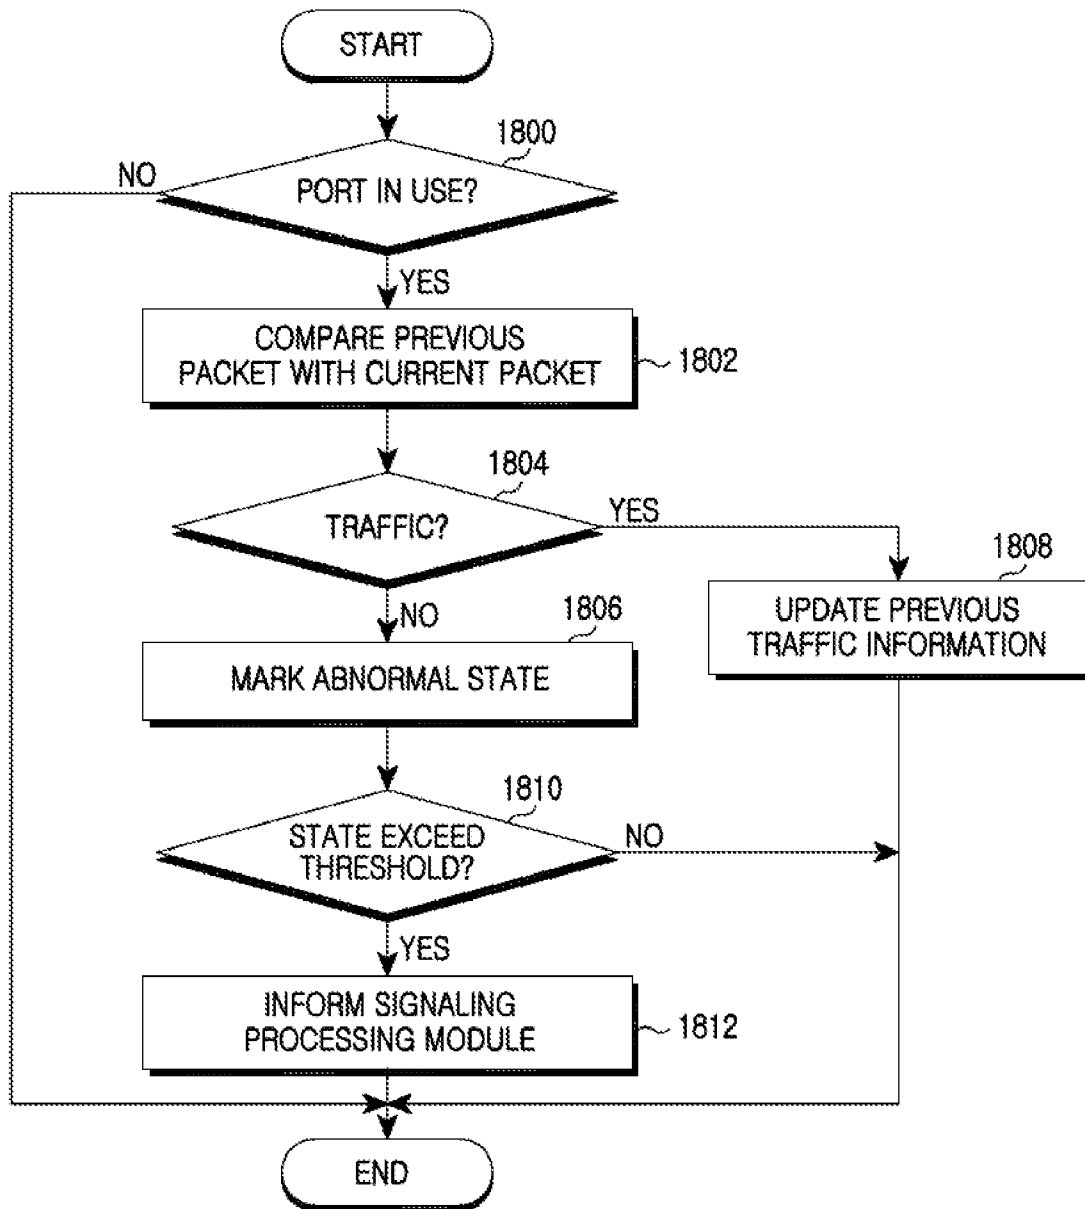 START
1800
NO
PORT IN USE?
YES
COMPARE PREVIOUS
PACKET WITH CURRENT PACKET
1802
1804
TRAFFIC?
YES
NO
1808
UPDATE PREVIOUS
TRAFFIC INFORMATION
1806
MARK ABNORMAL STATE
1810
STATE EXCEED
THRESHOLD?
NO
YES
INFORM SIGNALING
PROCESSING MODULE
1812
END